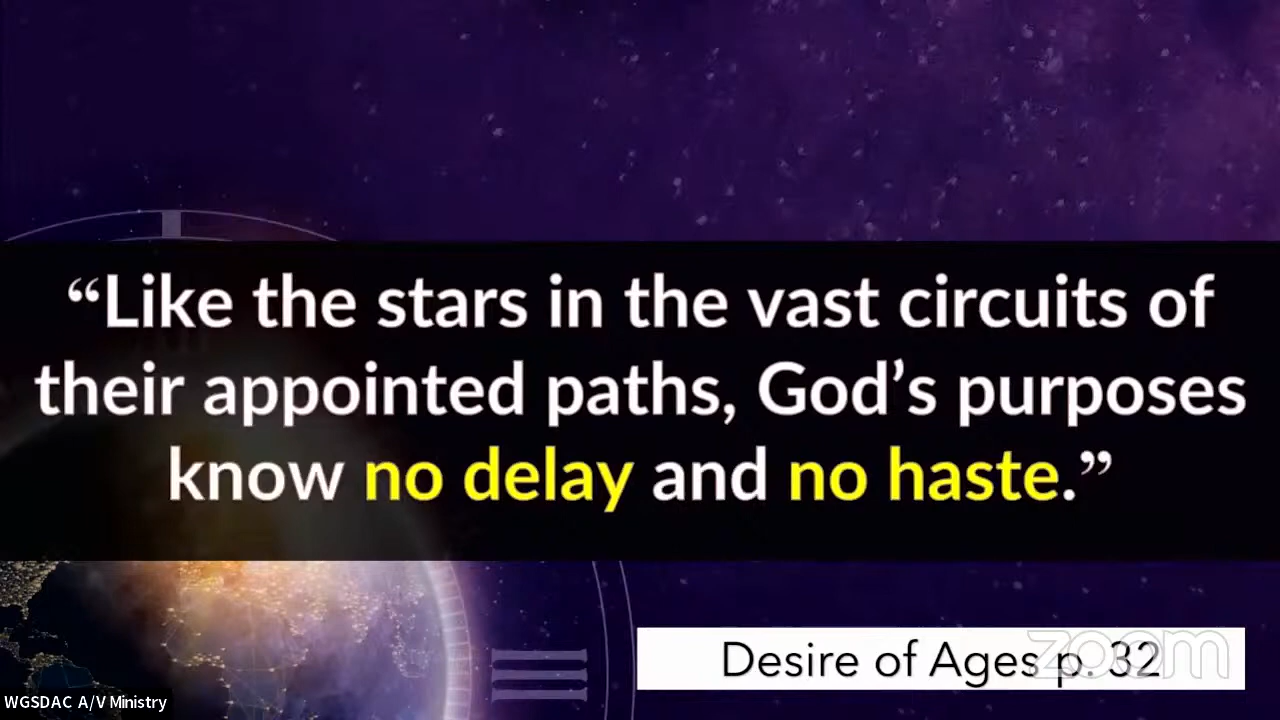 “Like the stars in the vast circuits of
their appointed paths, God’s purposes
know no delay and no haste.”
Desire of Ages p. 32
zoom
WGSDAC A/V Ministry